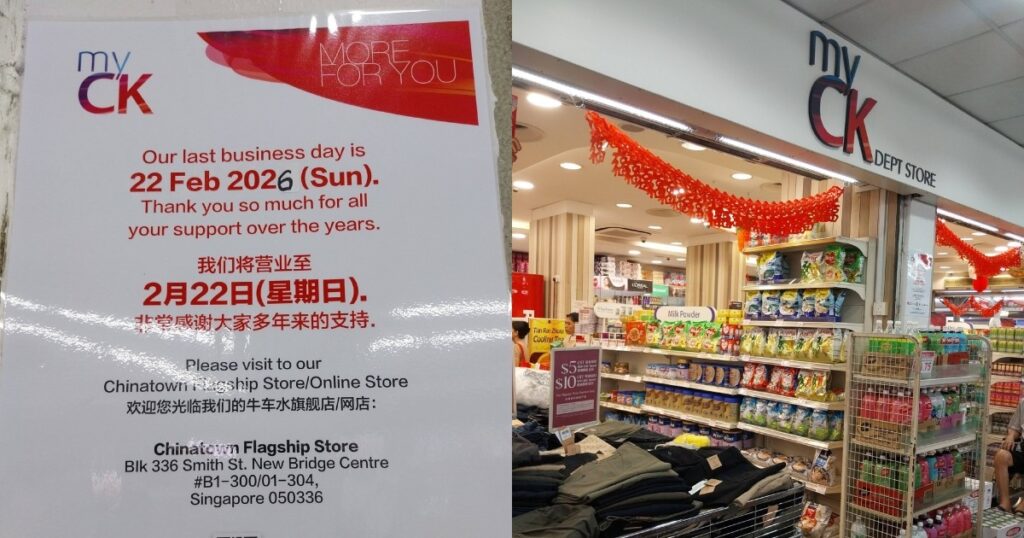 my
CK
MORE
FOR YOU
Our last business day is
22 Feb 2026 (Sun).
Thank you so much for all
your support over the years.
我们将营业至
2月22日(星期日).
非常感谢大家多年来的支持.
Please visit to our
Chinatown Flagship Store/Online Store
欢迎您光临我们的牛车水旗舰店/网店:
Chinatown Flagship Store
Blk 336 Smith St. New Bridge Centre
#B1-300/01-304,
Singapore 050336
my
CK
DEPT STORE
L'OREAL
Milk Powder
$5
$10